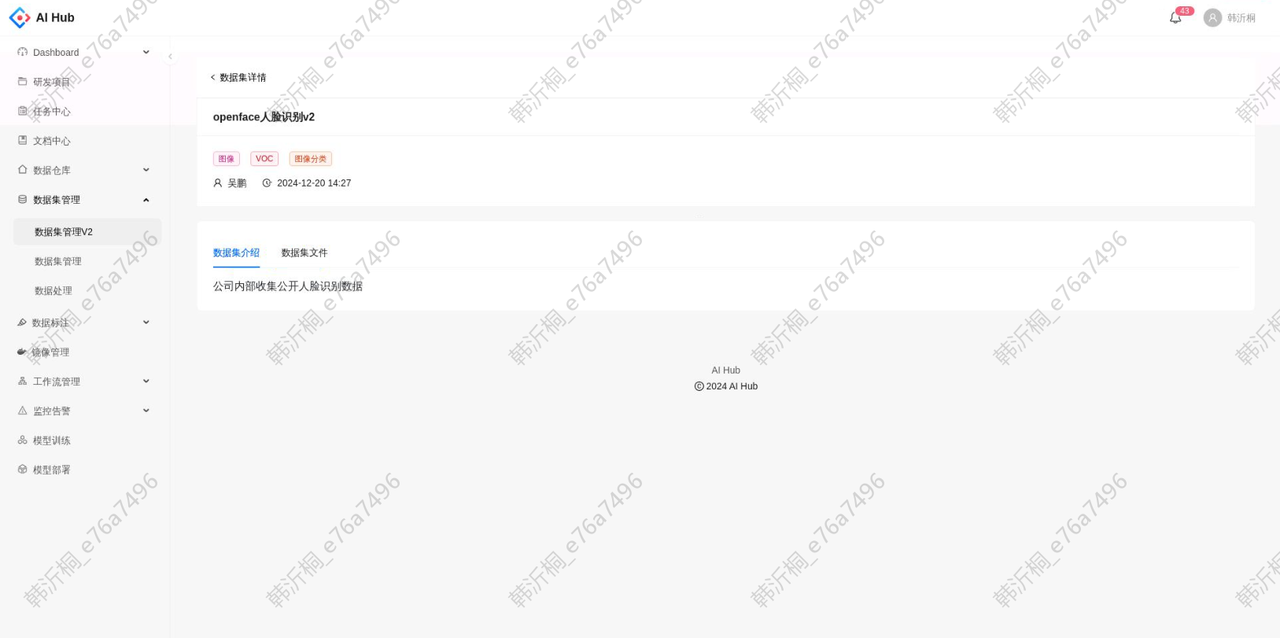 AI Hub
43
韩沂桐
Dashboard
研发项目
任务中心
文档中心
数据仓库
数据集管理
数据集管理V2
数据集管理
数据处理
数据标注
镜像管理
工作流管理
监控告警
模型训练
模型部署
数据集详情
openface人脸识别v2
图像 VOC 图像分类
吴鹏 2024-12-20 14:27
数据集介绍 数据集文件
公司内部收集公开人脸识别数据
AI Hub
© 2024 AI Hub
韩沂桐_e76a7496